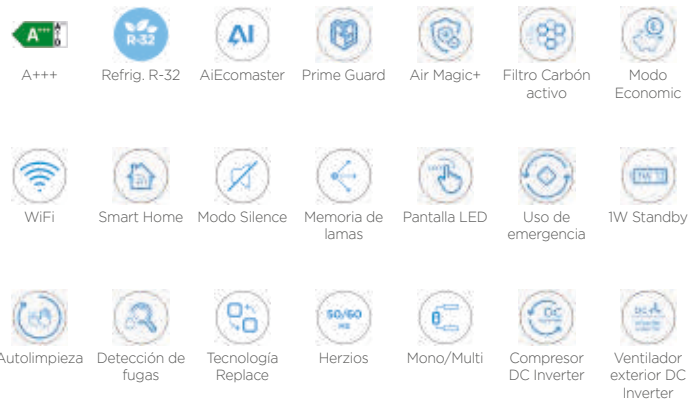 A+++
R-32
AI
A+++
Refrig. R-32
AiEcomaster
Prime Guard
Air Magic+
Filtro Carbón
activo
Modo
Economic
WiFi
Smart Home
Modo Silence
Memoria de
lamas
Pantalla LED
Uso de
emergencia
1W Standby
Autolimpieza
Detección de
fugas
Tecnología
Replace
50/60
Hz
Herzios
Mono/Multi
DC
Compresor
DC Inverter
Ventilador
exterior DC
Inverter